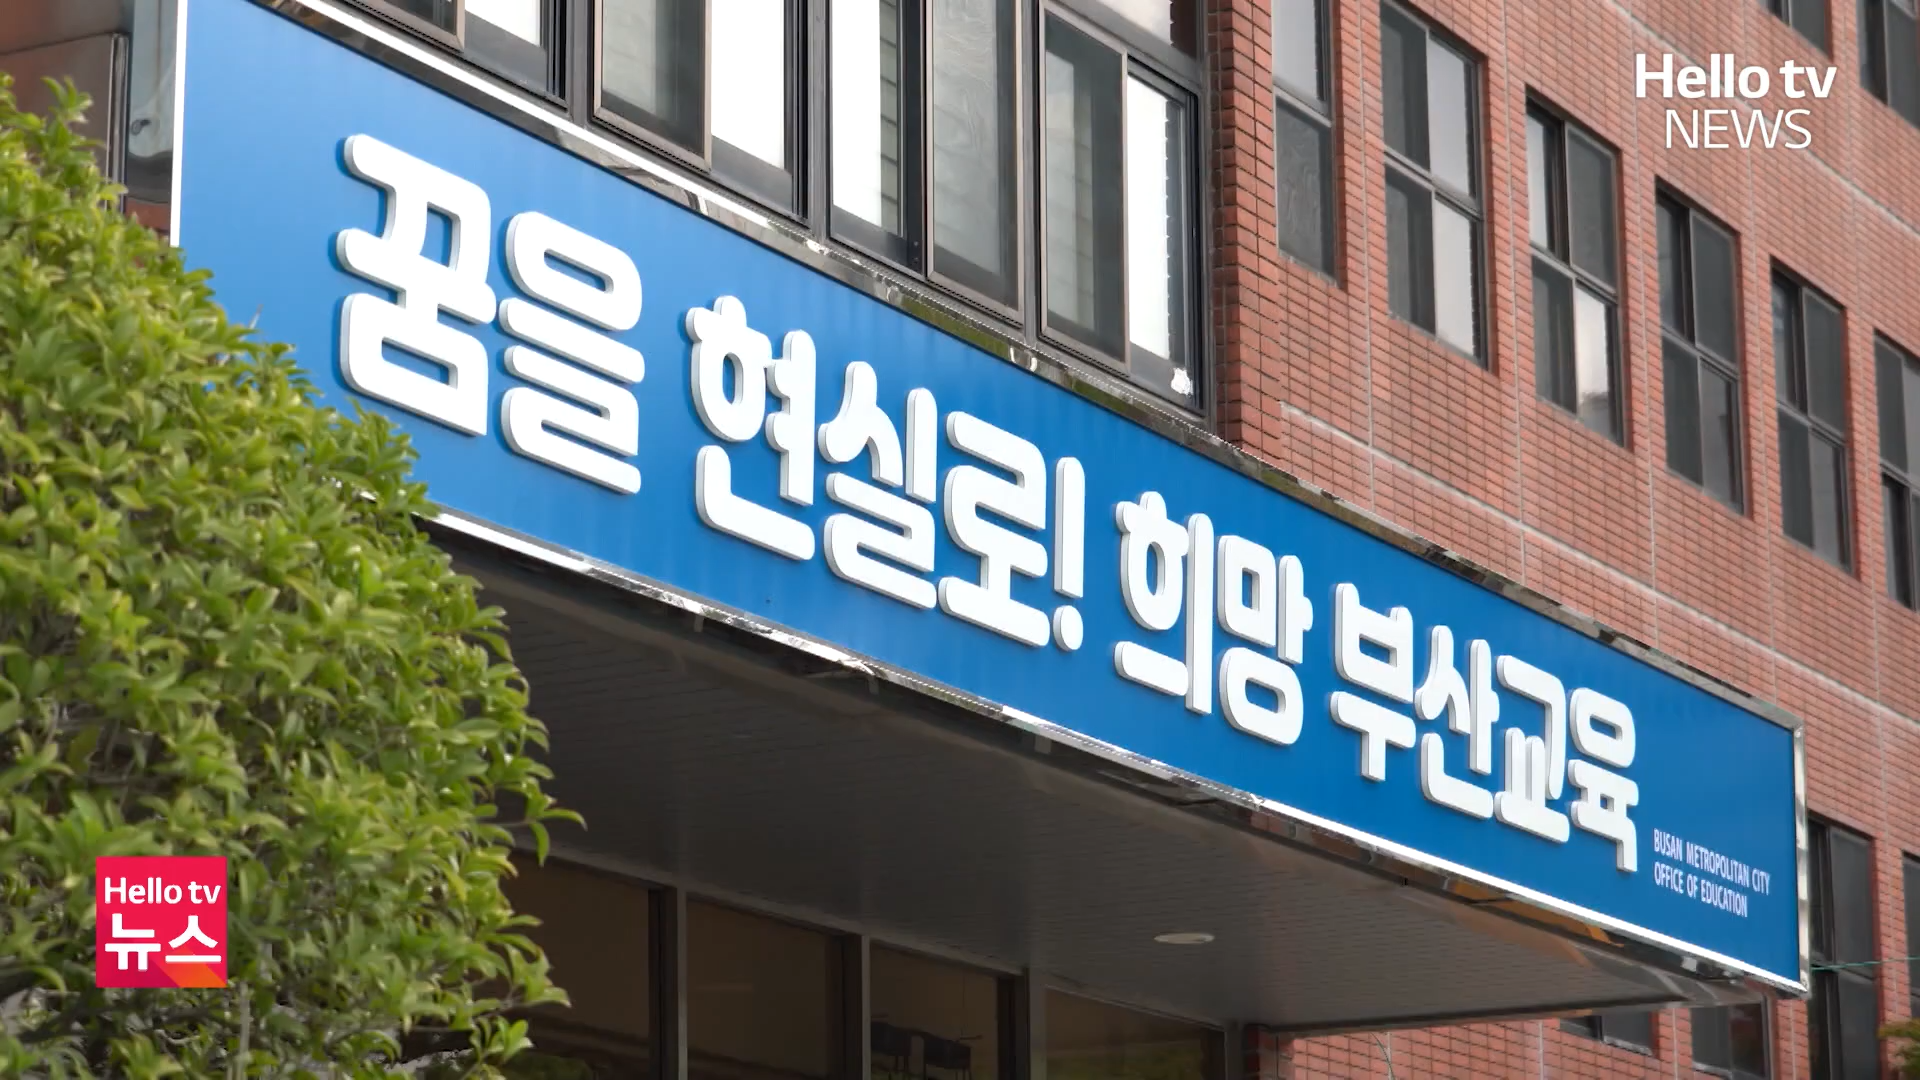 Hello tv
NEWS
꿈을 현실로! 희망 부산교육
BUSAN METROPOLITAN CITY
OFFICE OF EDUCATION
Hello tv
뉴스